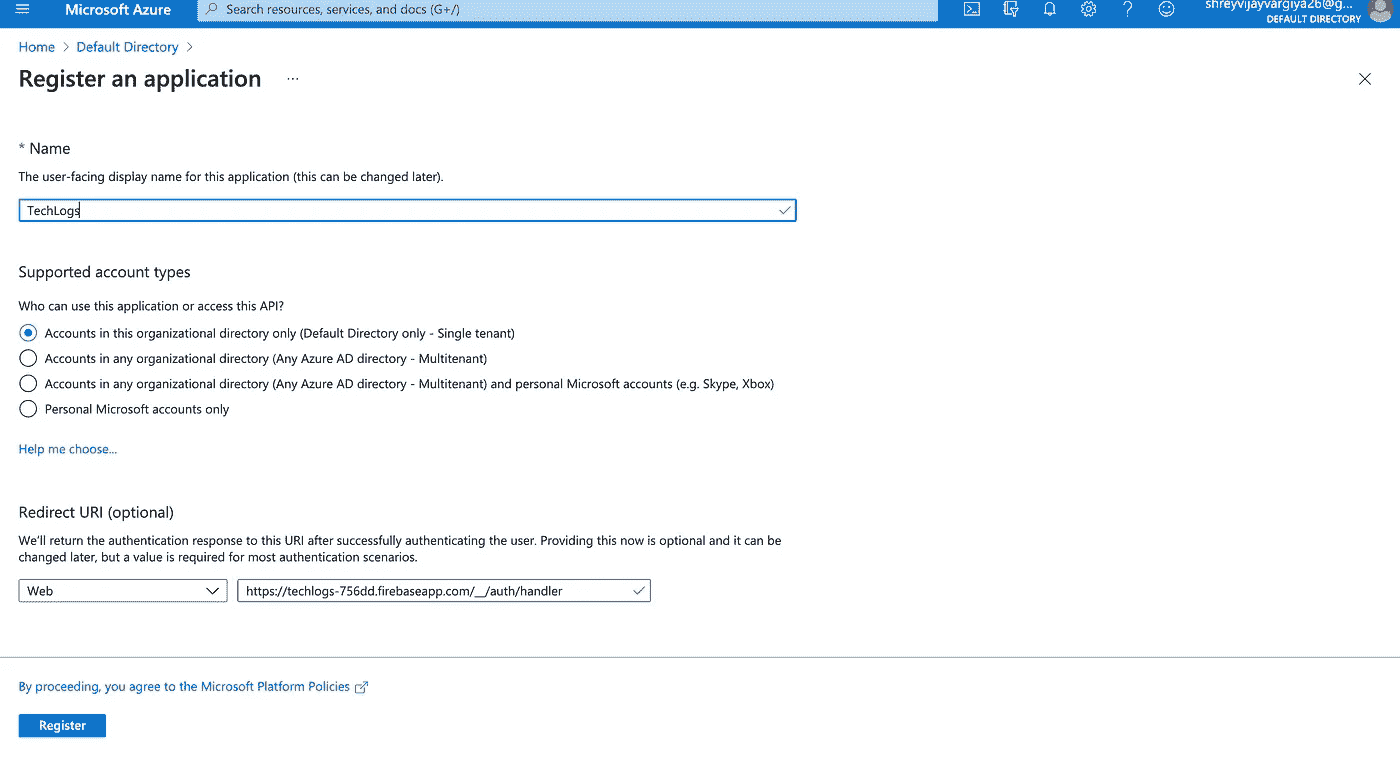 Microsoft Azure
Search resources, services, and docs (G+/)
shreyvijayvargiya26@g...
DEFAULT DIRECTORY
Home > Default Directory >
Register an application ...
* Name
The user-facing display name for this application (this can be changed later).
TechLogs
Supported account types
Who can use this application or access this API?
Accounts in this organizational directory only (Default Directory only - Single tenant)
Accounts in any organizational directory (Any Azure AD directory - Multitenant)
Accounts in any organizational directory (Any Azure AD directory - Multitenant) and personal Microsoft accounts (e.g. Skype, Xbox)
Personal Microsoft accounts only
Help me choose...
Redirect URI (optional)
We'll return the authentication response to this URI after successfully authenticating the user. Providing this now is optional and it can be
changed later, but a value is required for most authentication scenarios.
Web
https://techlogs-756dd.firebaseapp.com/__/auth/handler
By proceeding, you agree to the Microsoft Platform Policies
Register